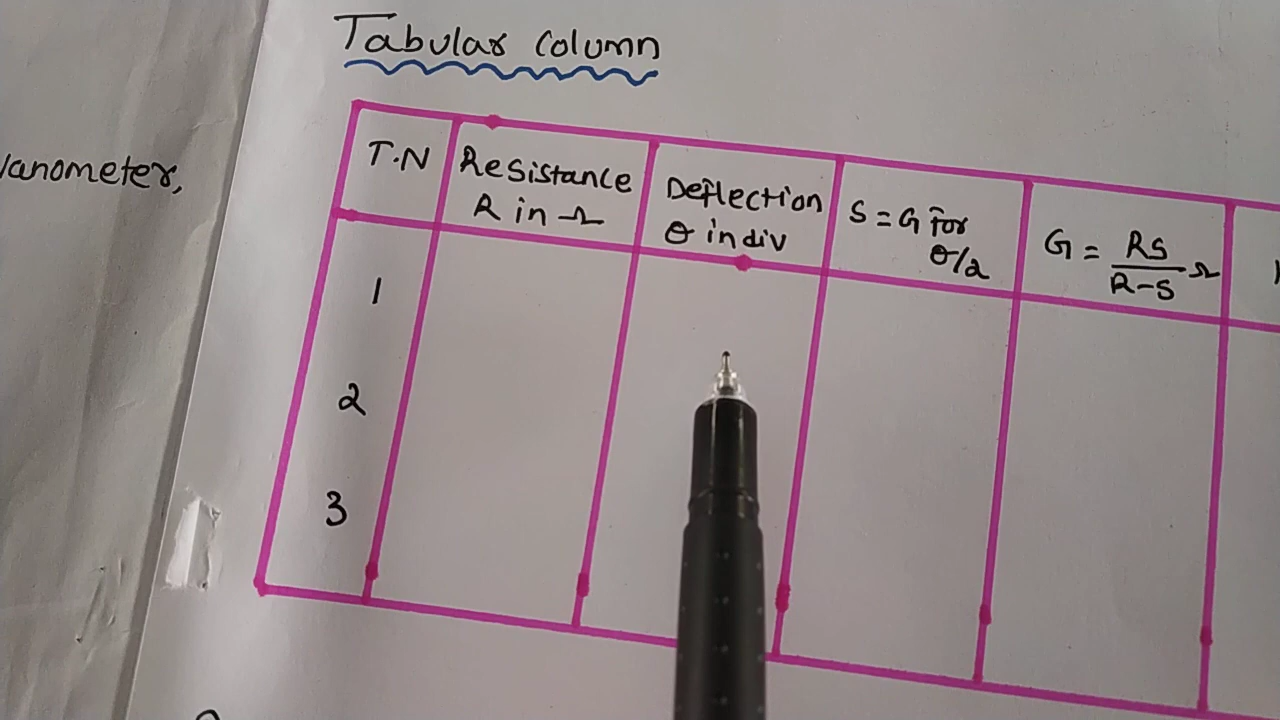 Tabular column
lanometer,
T.N
Resistance
R in Ω
Deflection
θ in div
S = G for
θ/2
G = RS
R-S Ω
1
2
3